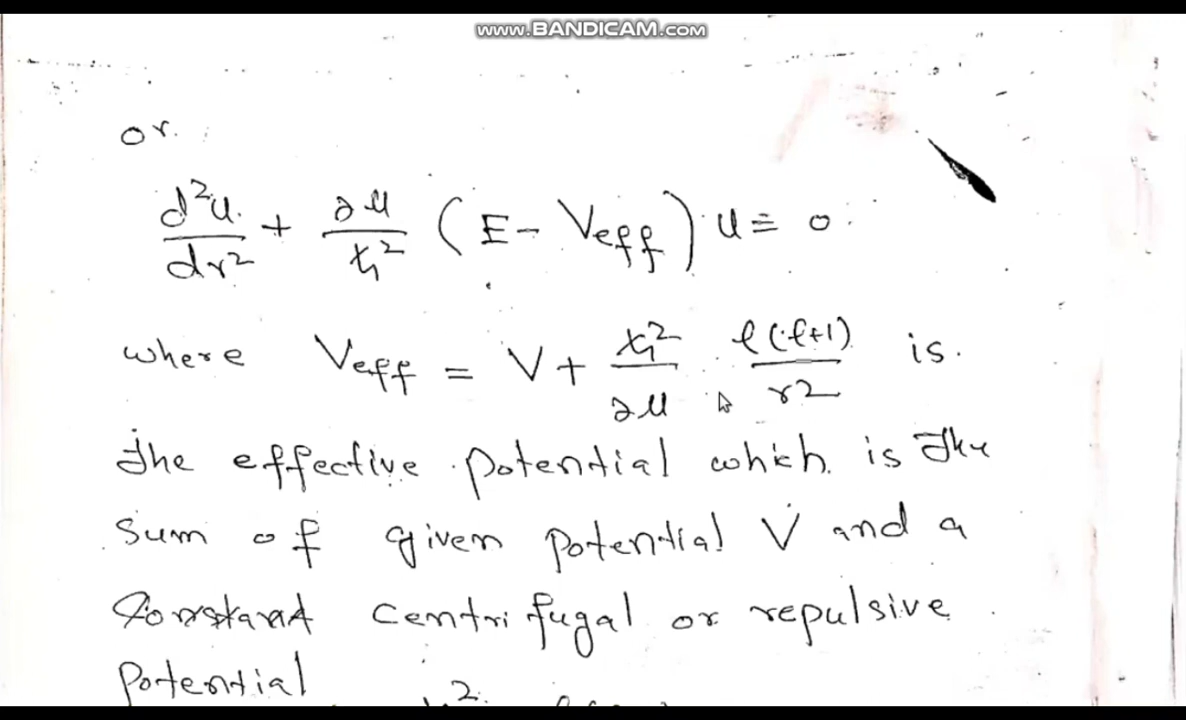 www.BANDICAM.com
or.
d²u/dr² + 2μ/ħ² (E - Veff) u = 0
where Veff = V + ħ²/2μ · l(l+1)/r2 is.
the effective potential which is the
sum of given potential V and a
constant centrifugal or repulsive
potential